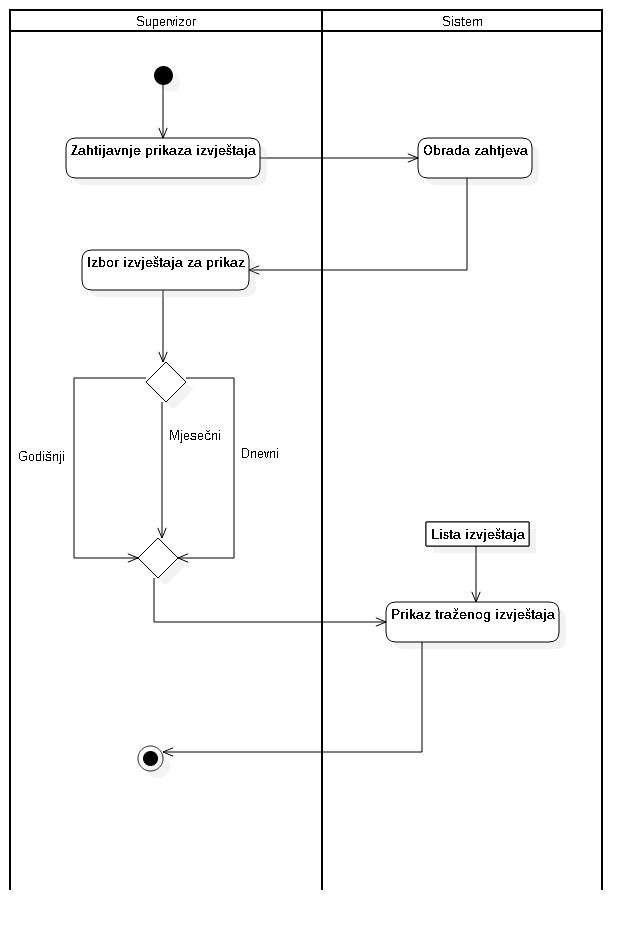 Supervizor
Sistem
Zahtijavnje prikaza izvještaja
Obrada zahtjeva
Izbor izvještaja za prikaz
Mjesečni
Dnevni
Godišnji
Lista izvještaja
Prikaz traženog izvještaja